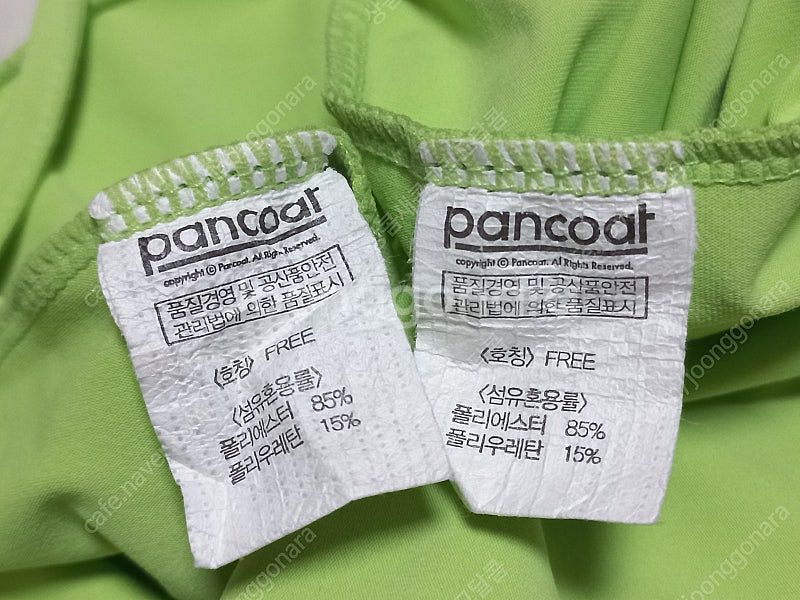 pancoat
copyright © Pancoat. All Rights Reserved.
품질경영 및 공산품안전
관리법에 의한 품질표시
〈호칭〉 FREE
〈섬유혼용률〉
폴리에스터 85%
폴리우레탄 15%
pancoat
copyright © Pancoat. All Rights Reserved.
품질경영 및 공산품안전
관리법에 의한 품질표시
〈호칭〉 FREE
〈섬유혼용률〉
폴리에스터 85%
폴리우레탄 15%
joonggonara
joonggonara
joonggonara
joonggonara